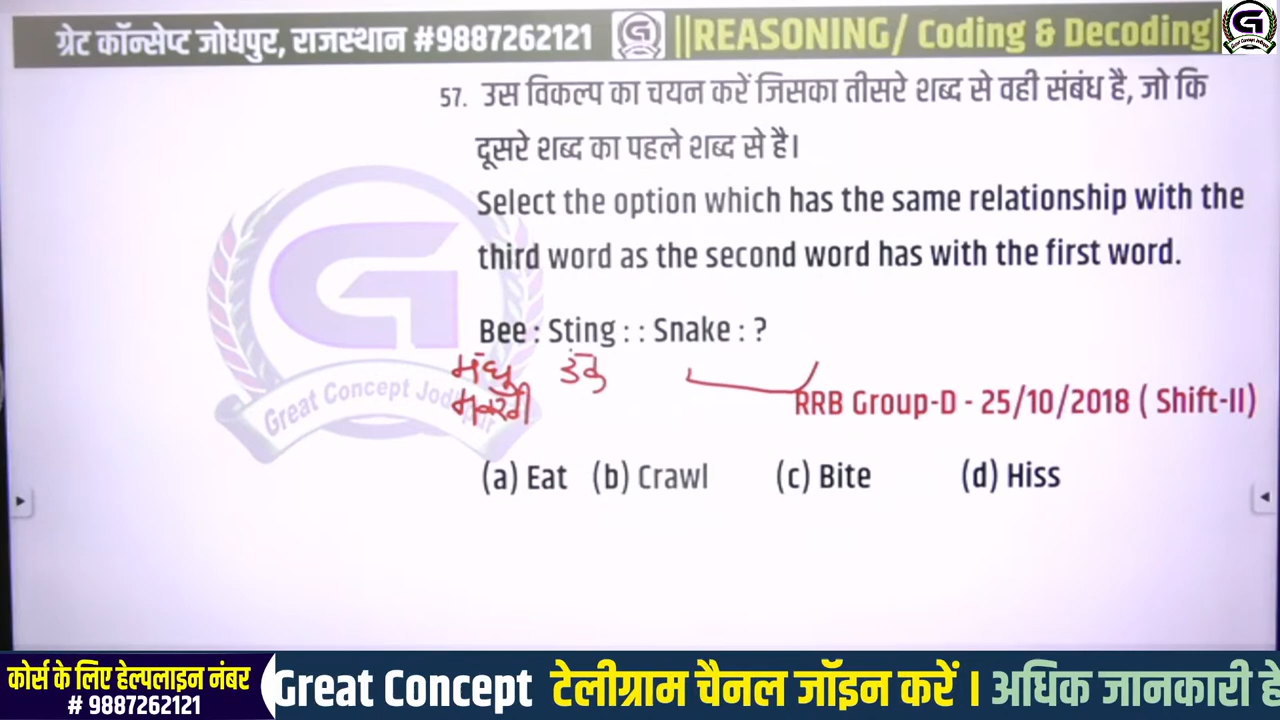 ग्रेट कॉन्सेप्ट जोधपुर, राजस्थान #9887262121 ||REASONING/ Coding & Decoding||
57. उस विकल्प का चयन करें जिसका तीसरे शब्द से वही संबंध है, जो कि
दूसरे शब्द का पहले शब्द से है।
Select the option which has the same relationship with the
third word as the second word has with the first word.
Bee : Sting : : Snake : ?
मधु
मक्खी
RRB Group-D - 25/10/2018 ( Shift-II)
Great Concept Jodhpur
(a) Eat (b) Crawl (c) Bite (d) Hiss
कोर्स के लिए हेल्पलाइन नंबर
# 9887262121
Great Concept टेलीग्राम चैनल जॉइन करें । अधिक जानकारी हे